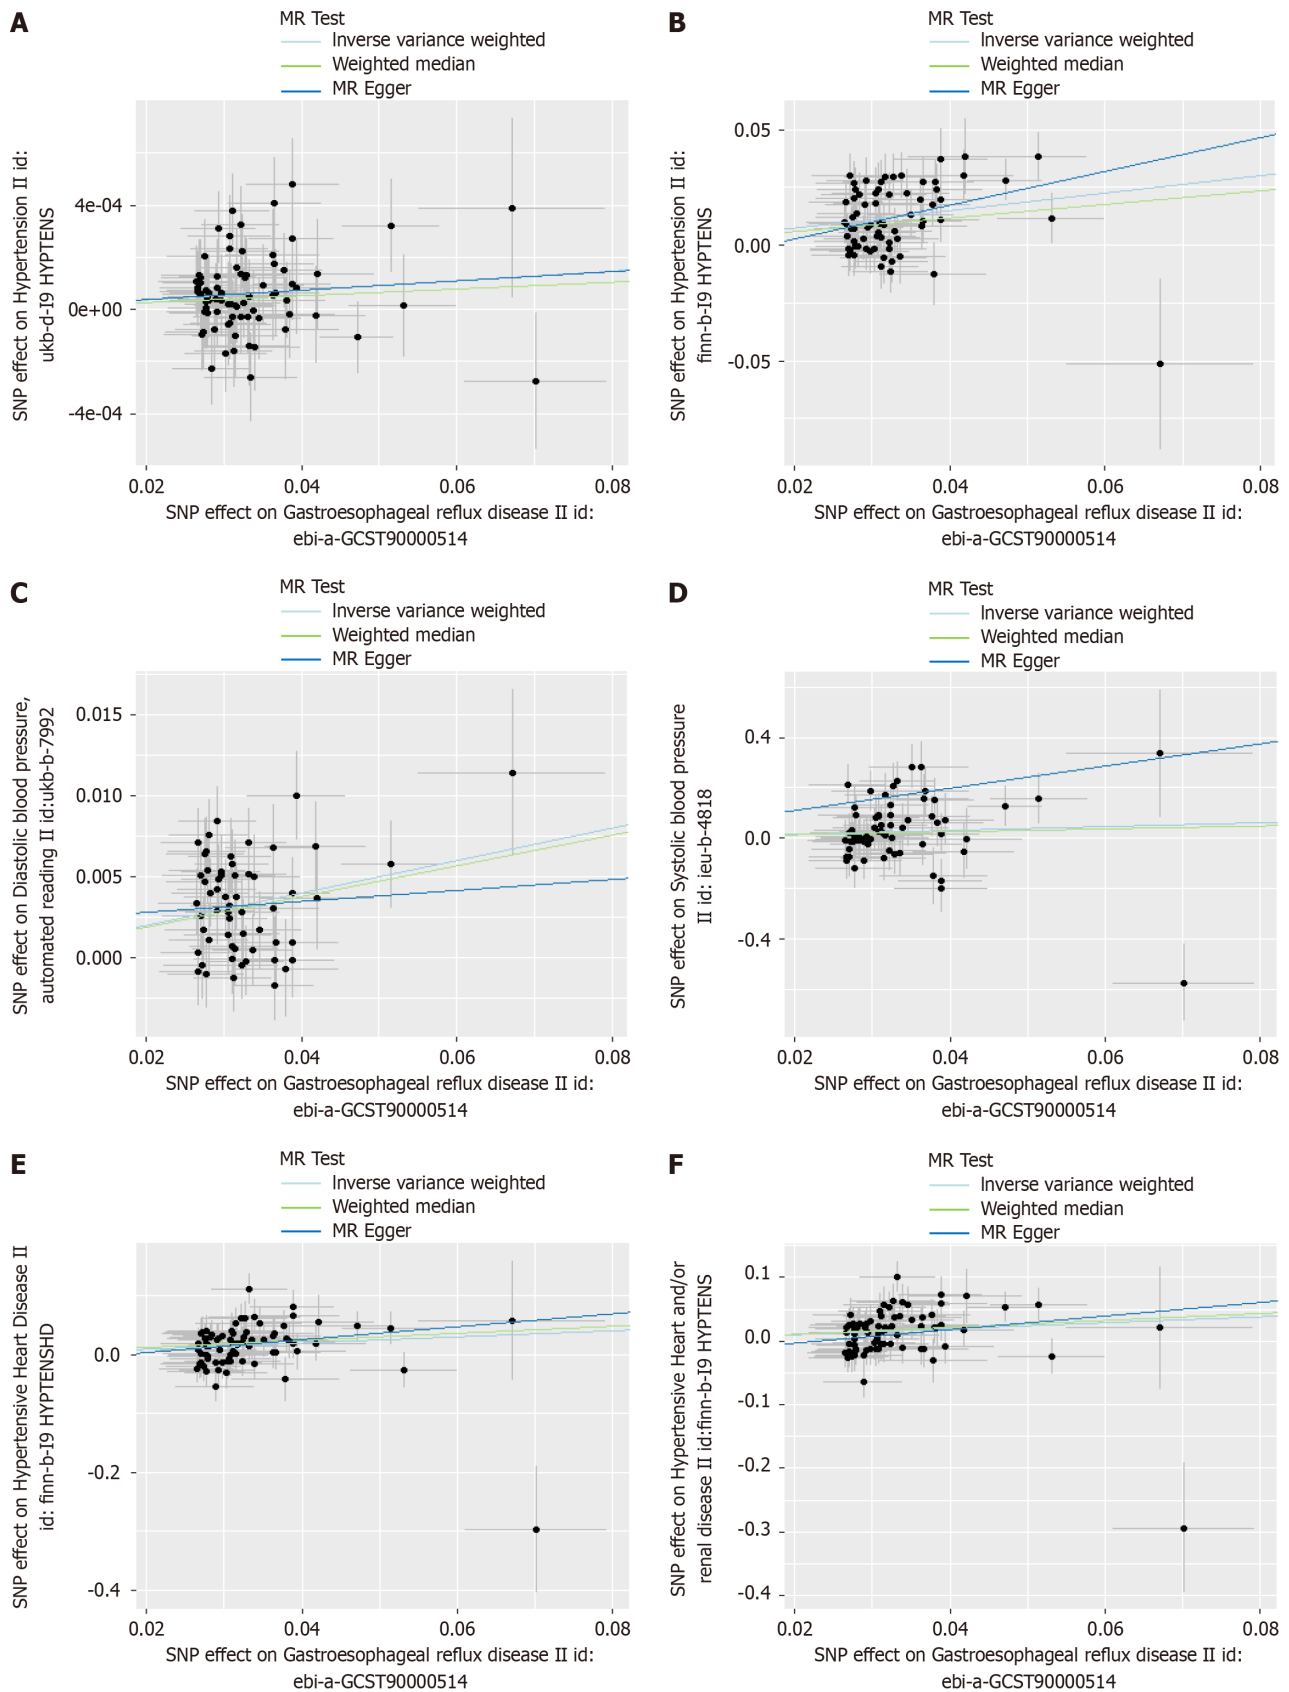 A
MR Test
Inverse variance weighted
Weighted median
MR Egger
SNP effect on Hypertension II id:
ukb-d-I9 HYPTENS
4e-04
0e+00
-4e-04
0.02 0.04 0.06 0.08
SNP effect on Gastroesophageal reflux disease II id:
ebi-a-GCST90000514
B
MR Test
Inverse variance weighted
Weighted median
MR Egger
SNP effect on Hypertension II id:
finn-b-I9 HYPTENS
0.05
0.00
-0.05
0.02 0.04 0.06 0.08
SNP effect on Gastroesophageal reflux disease II id:
ebi-a-GCST90000514
C
MR Test
Inverse variance weighted
Weighted median
MR Egger
SNP effect on Diastolic blood pressure,
automated reading II id:ukb-b-7992
0.015
0.010
0.005
0.000
0.02 0.04 0.06 0.08
SNP effect on Gastroesophageal reflux disease II id:
ebi-a-GCST90000514
D
MR Test
Inverse variance weighted
Weighted median
MR Egger
SNP effect on Systolic blood pressure
II id: ieu-b-4818
0.4
0.0
-0.4
0.02 0.04 0.06 0.08
SNP effect on Gastroesophageal reflux disease II id:
ebi-a-GCST90000514
E
MR Test
Inverse variance weighted
Weighted median
MR Egger
SNP effect on Hypertensive Heart Disease II
id: finn-b-I9 HYPTENSHD
0.0
-0.2
-0.4
0.02 0.04 0.06 0.08
SNP effect on Gastroesophageal reflux disease II id:
ebi-a-GCST90000514
F
MR Test
Inverse variance weighted
Weighted median
MR Egger
SNP effect on Hypertensive Heart and/or
renal disease II id:finn-b-I9 HYPTENS
0.1
0.0
-0.1
-0.2
-0.3
-0.4
0.02 0.04 0.06 0.08
SNP effect on Gastroesophageal reflux disease II id:
ebi-a-GCST90000514